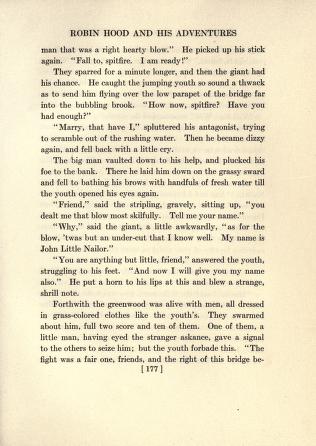 ROBIN HOOD AND HIS ADVENTURES
man that was a right hearty blow." He picked up his stick
again. "Fall to, spitfire. I am ready!"
They sparred for a minute longer, and then the giant had
his chance. He caught the jumping youth so sound a thwack
as to send him flying over the low parapet of the bridge far
into the bubbling brook. "How now, spitfire? Have you
had enough?"
"Marry, that have I," spluttered his antagonist, trying
to scramble out of the rushing water. Then he became dizzy
again, and fell back with a little cry.
The big man vaulted down to his help, and plucked his
foe to the bank. There he laid him down on the grassy sward
and fell to bathing his brows with handfuls of fresh water till
the youth opened his eyes again.
"Friend," said the stripling, gravely, sitting up, "you
dealt me that blow most skilfully. Tell me your name."
"Why," said the giant, a little awkwardly, "as for the
blow, 'twas but an under-cut that I know well. My name is
John Little Nailor."
"You are anything but little, friend," answered the youth,
struggling to his feet. "And now I will give you my name
also." He put a horn to his lips at this and blew a strange,
shrill note.
Forthwith the greenwood was alive with men, all dressed
in grass-colored clothes like the youth's. They swarmed
about him, full two score and ten of them. One of them, a
little man, having eyed the stranger askance, gave a signal
to the others to seize him; but the youth forbade this. "The
fight was a fair one, friends, and the right of this bridge be-
[ 177 ]